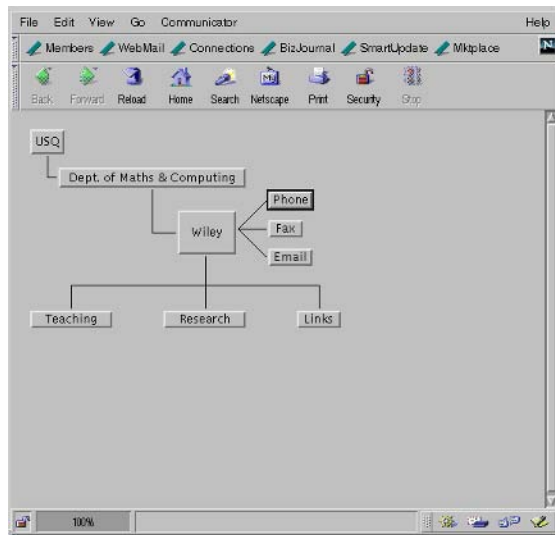 File Edit View Go Communicator Help
Members WebMail Connections BizJournal SmartUpdate Mktplace
Back Forward Reload Home Search Netscape Print Security Stop
USQ
Dept. of Maths & Computing
Phone
Wiley
Fax
Email
Teaching Research Links
100%